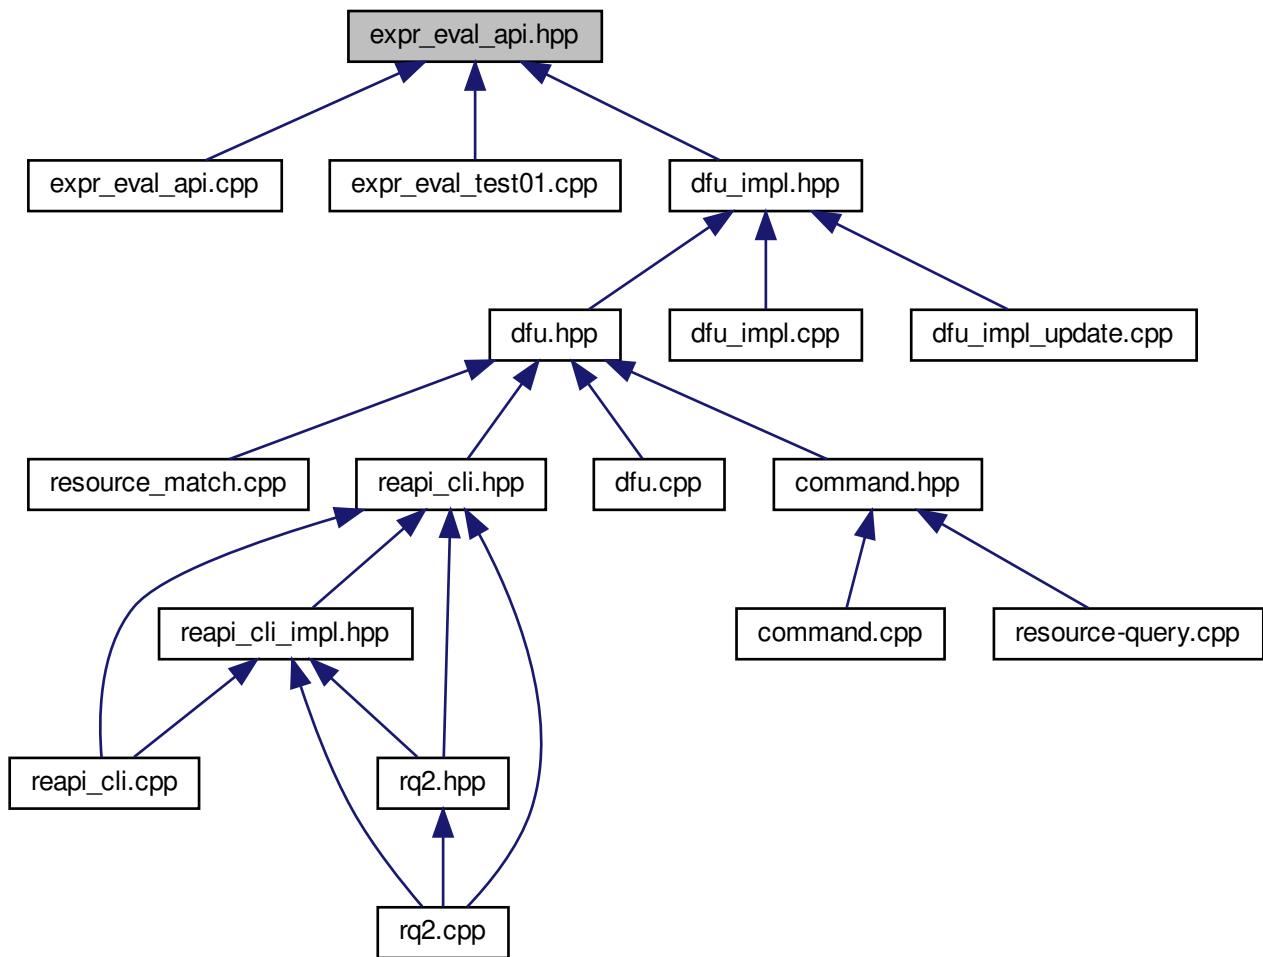 expr_eval_api.hpp
expr_eval_api.cpp
expr_eval_test01.cpp
dfu_impl.hpp
dfu.hpp
dfu_impl.cpp
dfu_impl_update.cpp
resource_match.cpp
reapi_cli.hpp
dfu.cpp
command.hpp
reapi_cli_impl.hpp
command.cpp
resource-query.cpp
reapi_cli.cpp
rq2.hpp
rq2.cpp